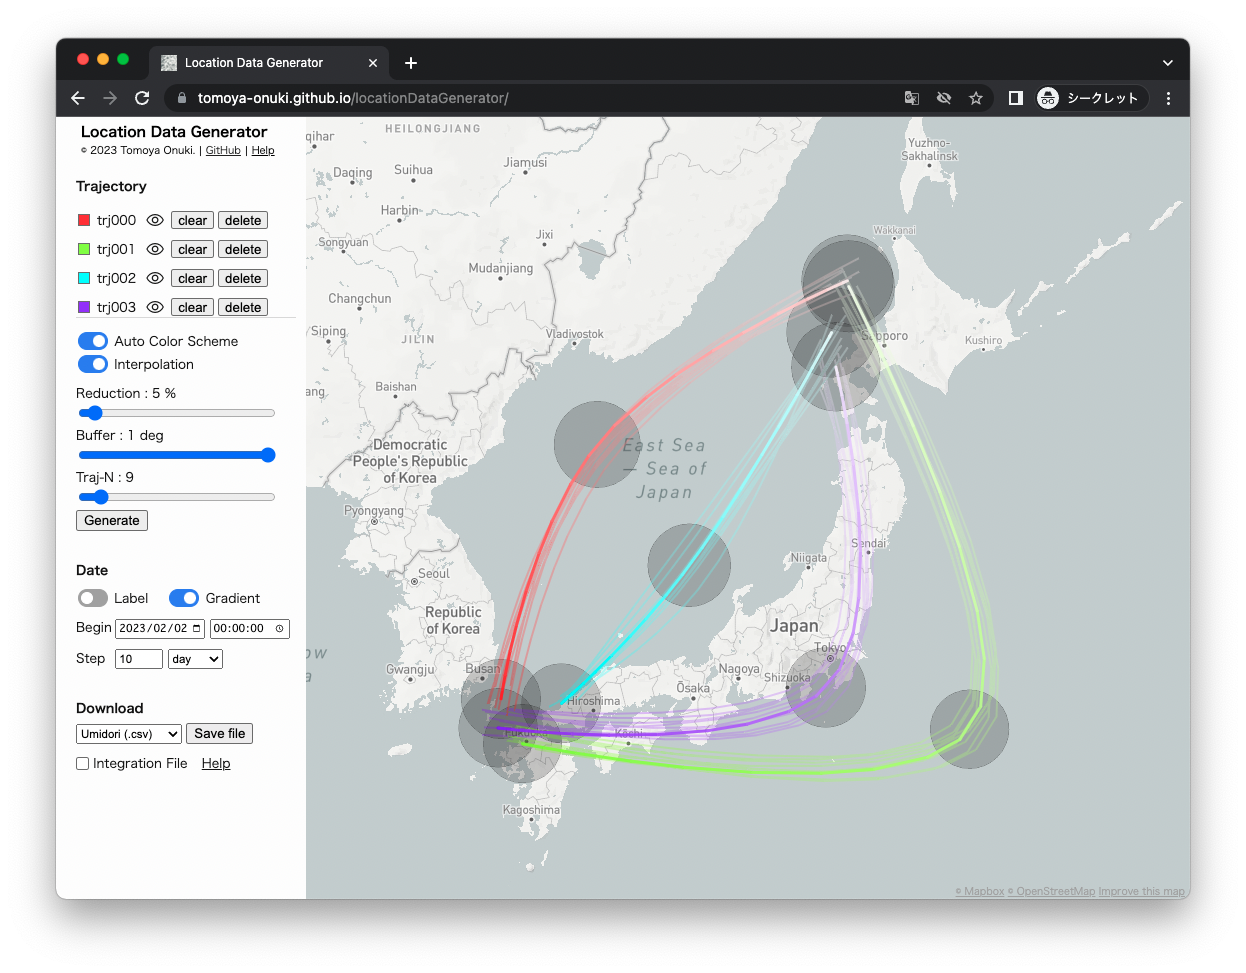 Location Data Generator
tomoya-onuki.github.io/locationDataGenerator/
シークレット
Location Data Generator
© 2023 Tomoya Onuki. | GitHub | Help
Trajectory
trj000 clear delete
trj001 clear delete
trj002 clear delete
trj003 clear delete
Auto Color Scheme
Interpolation
Reduction : 5 %
Buffer : 1 deg
Traj-N : 9
Generate
Date
Label Gradient
Begin 2023/02/02 00:00:00
Step 10 day
Download
Umidori (.csv) Save file
Integration File Help
qihar
HEILONGJIANG
Daqing
Suihua
Jiamusi
Yuzhno-
Sakhalinsk
Harbin
Songyuan
Jixi
Wakkanai
Mudanjiang
Changchun
Siping
JILIN
Vladivostok
Sapporo
Kushiro
ang
Baishan
Democratic
People's Republic
of Korea
East Sea
— Sea of
Japan
Pyongyang
Sendai
Niigata
Seoul
Republic
of Korea
Japan
Tokyo
ow
a
Gwangju
Busan
Nagoya
Shizuoka
Ōsaka
Hiroshima
Fukuoka
Kōchi
Kagoshima
© Mapbox © OpenStreetMap Improve this map